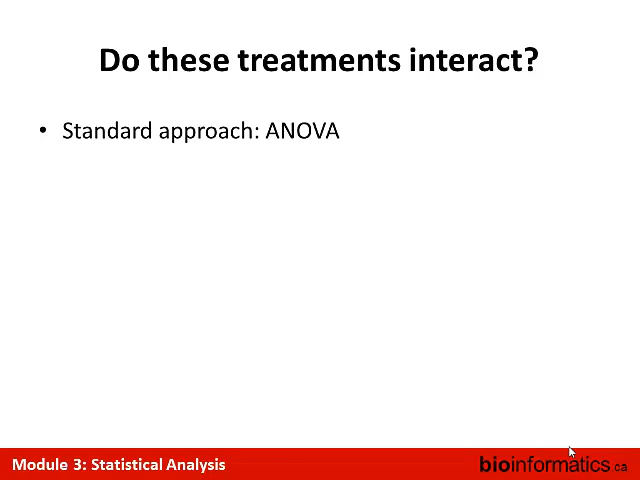 Do these treatments interact?
• Standard approach: ANOVA
Module 3: Statistical Analysis
bioinformatics.ca